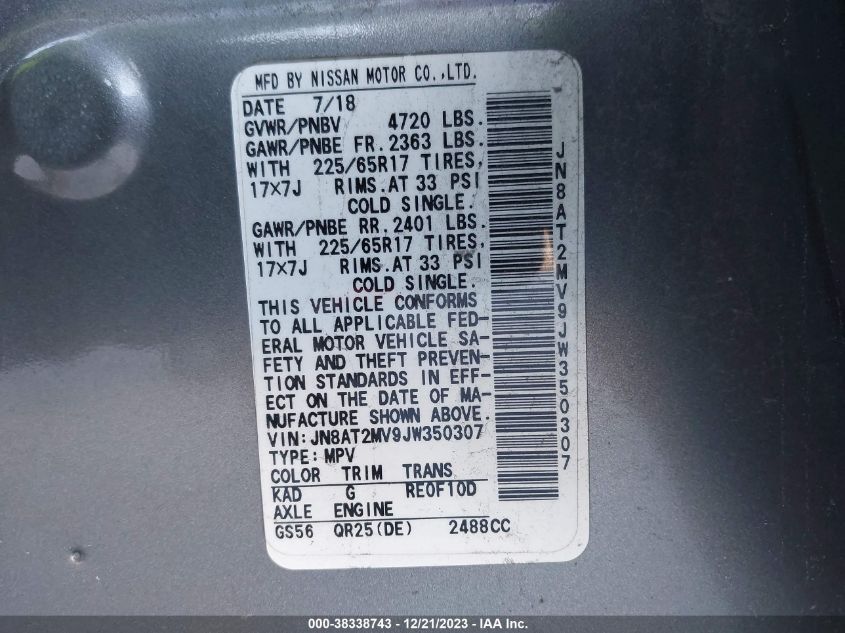 MFD BY NISSAN MOTOR CO.,LTD.
DATE 7/18
GVWR/PNBV 4720 LBS.
GAWR/PNBE FR. 2363 LBS.
WITH 225/65R17 TIRES,
17X7J RIMS.AT 33 PSI
COLD SINGLE.
GAWR/PNBE RR. 2401 LBS.
WITH 225/65R17 TIRES,
17X7J RIMS.AT 33 PSI
COLD SINGLE.
THIS VEHICLE CONFORMS
TO ALL APPLICABLE FED-
ERAL MOTOR VEHICLE SA-
FETY AND THEFT PREVEN-
TION STANDARDS IN EFF-
ECT ON THE DATE OF MA-
NUFACTURE SHOWN ABOVE.
VIN:JN8AT2MV9JW350307
TYPE:MPV
COLOR TRIM TRANS
KAD G RE0F10D
AXLE ENGINE
GS56 QR25(DE) 2488CC
JN8AT2MV9JW350307
000-38338743 / 12/21/2023 - IAA Inc.